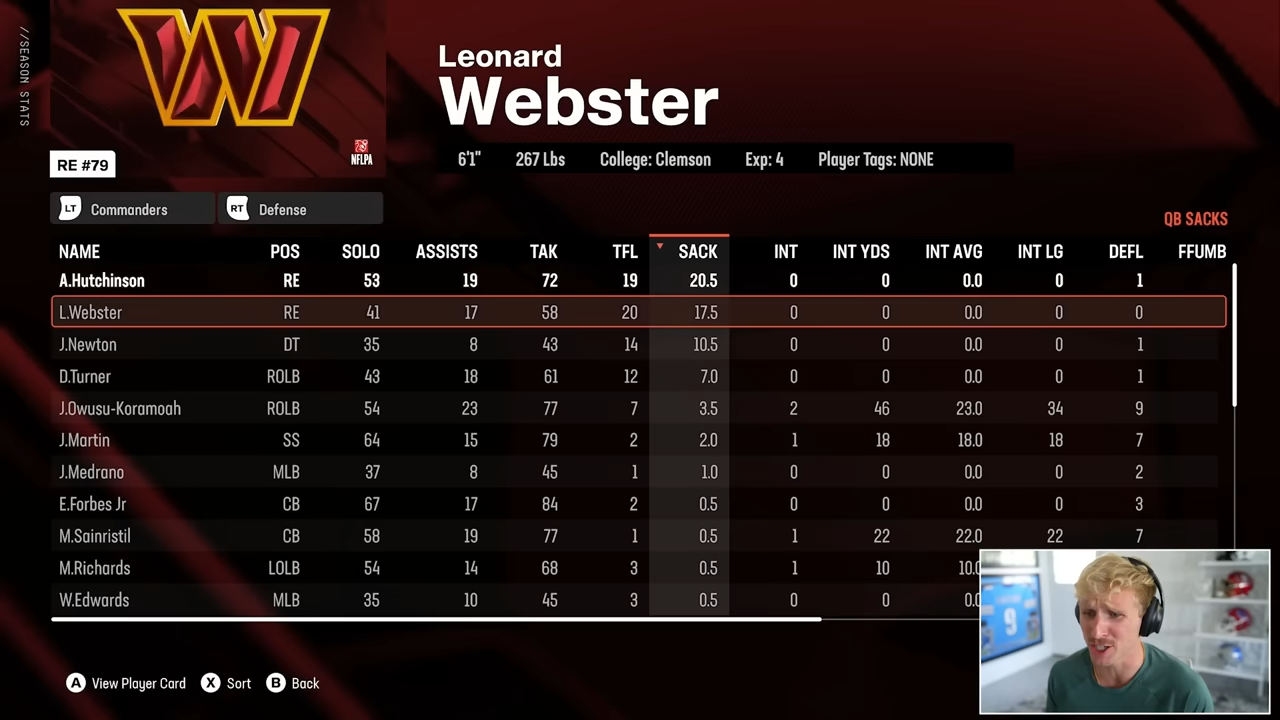 //SEASON STATS
Leonard
Webster
NFLPA
RE #79
6'1" 267 Lbs College: Clemson Exp: 4 Player Tags: NONE
LT Commanders RT Defense
QB SACKS
NAME POS SOLO ASSISTS TAK TFL SACK INT INT YDS INT AVG INT LG DEFL FFUMB
A.Hutchinson RE 53 19 72 19 20.5 0 0 0.0 0 1
L.Webster RE 41 17 58 20 17.5 0 0 0.0 0 0
J.Newton DT 35 8 43 14 10.5 0 0 0.0 0 1
D.Turner ROLB 43 18 61 12 7.0 0 0 0.0 0 1
J.Owusu-Koramoah ROLB 54 23 77 7 3.5 2 46 23.0 34 9
J.Martin SS 64 15 79 2 2.0 1 18 18.0 18 7
J.Medrano MLB 37 8 45 1 1.0 0 0 0.0 0 2
E.Forbes Jr CB 67 17 84 2 0.5 0 0 0.0 0 3
M.Sainristil CB 58 19 77 1 0.5 1 22 22.0 22 7
M.Richards LOLB 54 14 68 3 0.5 1 10 10.0
W.Edwards MLB 35 10 45 3 0.5 0 0 0.0
A View Player Card X Sort B Back
9